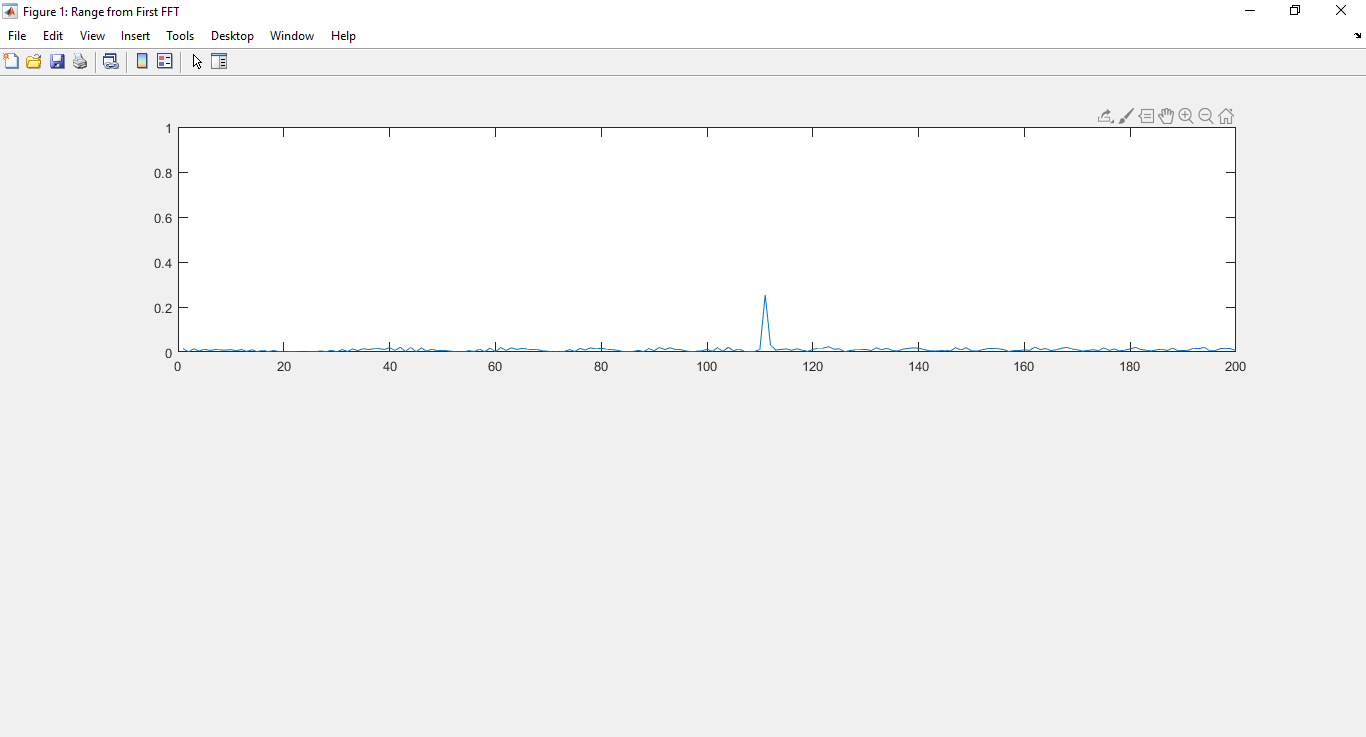 Figure 1: Range from First FFT
File Edit View Insert Tools Desktop Window Help
1
0.8
0.6
0.4
0.2
0
0 20 40 60 80 100 120 140 160 180 200